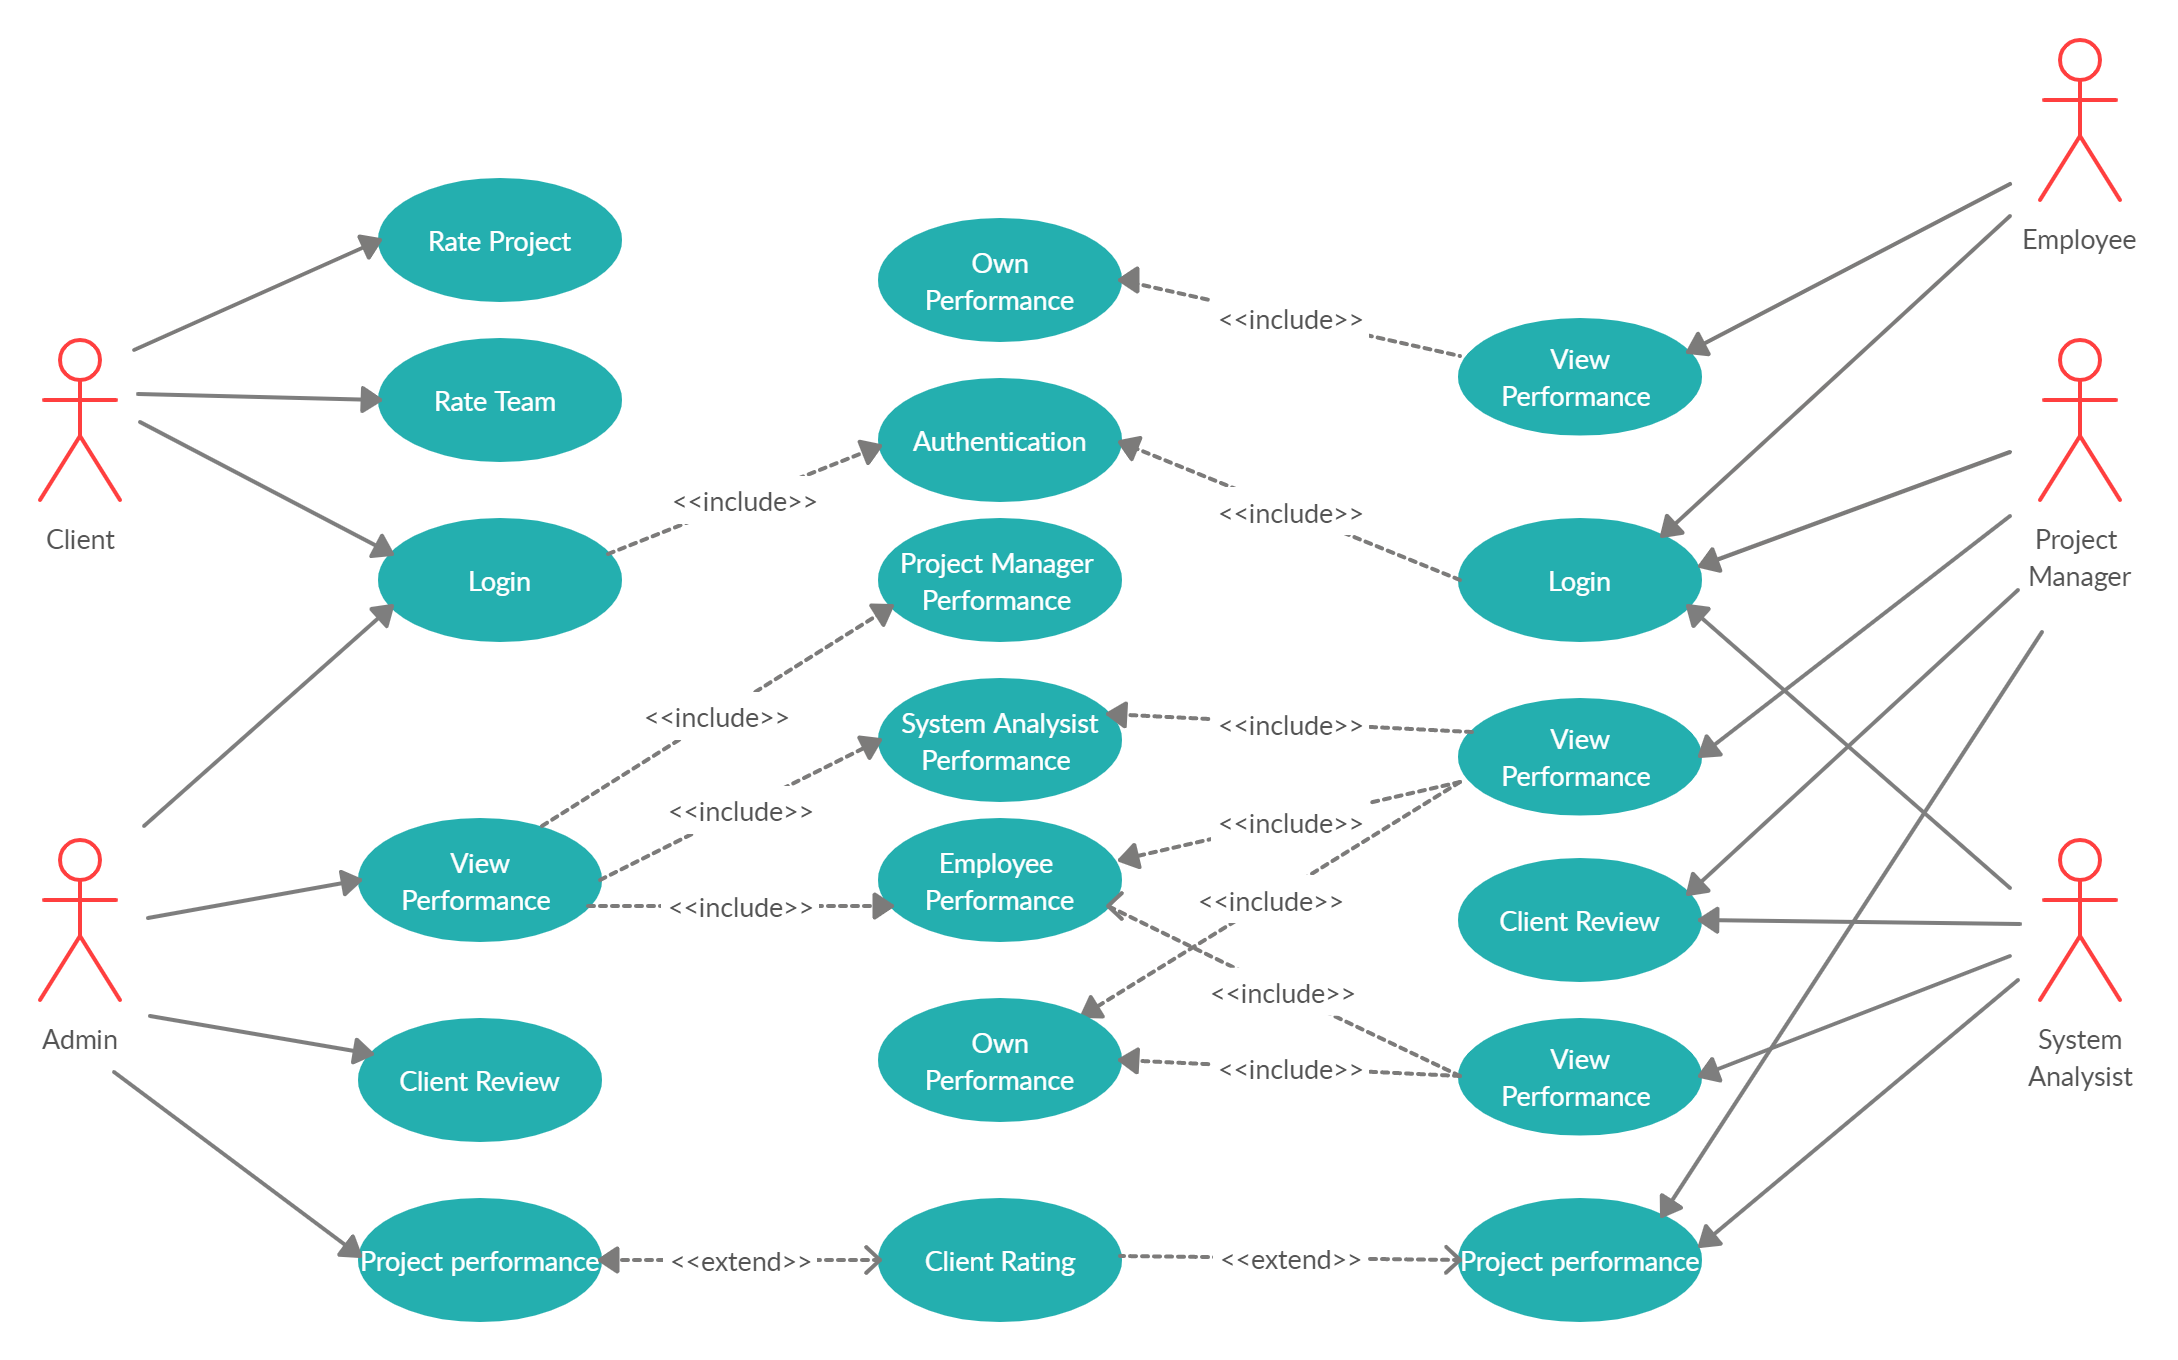 Employee
Rate Project
Own
Performance
<<include>>
View
Performance
Rate Team
Authentication
Client
<<include>>
<<include>>
Project
Manager
Login
Project Manager
Performance
Login
<<include>>
System Analysist
Performance
<<include>>
View
Performance
<<include>>
<<include>>
View
Performance
<<include>>
Employee
Performance
<<include>>
Client Review
<<include>>
Admin
Own
Performance
<<include>>
View
Performance
System
Analysist
Client Review
Project performance
<<extend>>
Client Rating
<<extend>>
Project performance